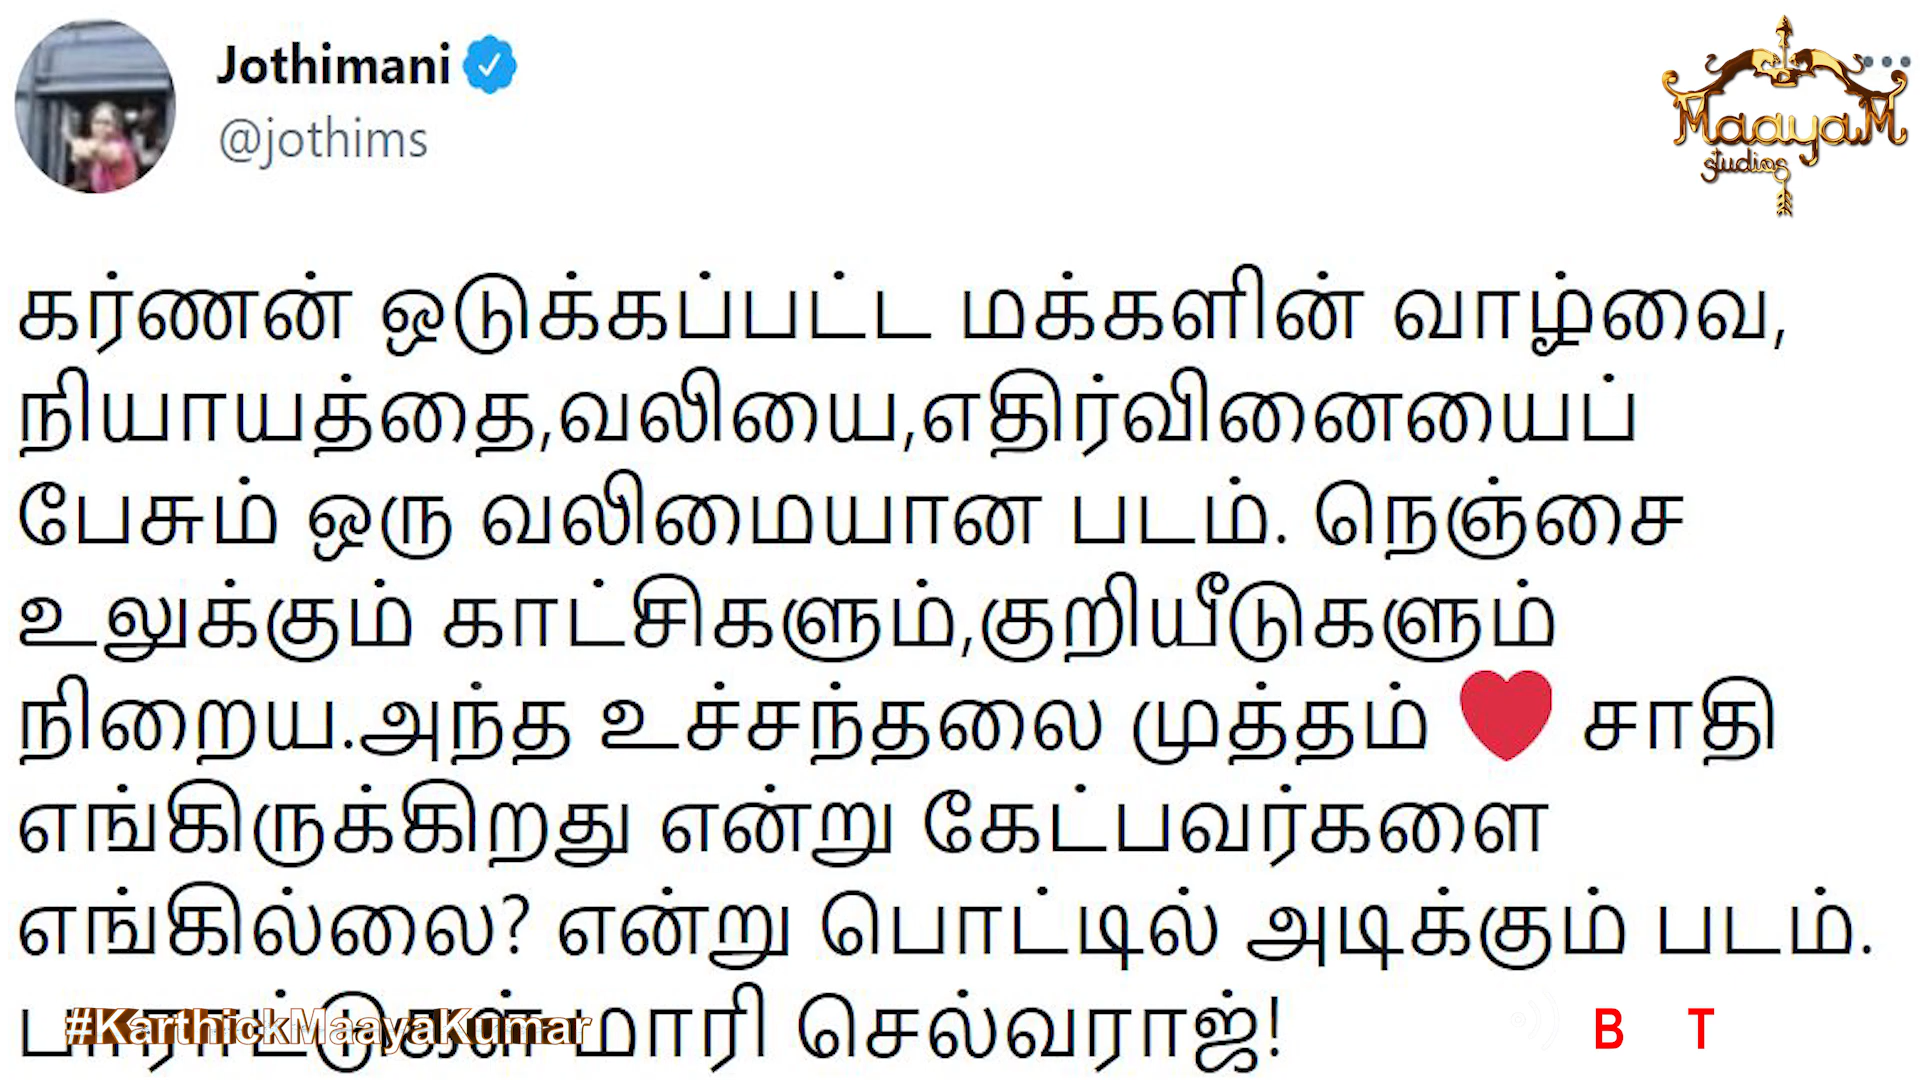 Jothimani
@jothims
MaayaM
studios
கர்ணன் ஒடுக்கப்பட்ட மக்களின் வாழ்வை,
நியாயத்தை,வலியை,எதிர்வினையைப்
பேசும் ஒரு வலிமையான படம். நெஞ்சை
உலுக்கும் காட்சிகளும்,குறியீடுகளும்
நிறைய.அந்த உச்சந்தலை முத்தம் ❤️ சாதி
எங்கிருக்கிறது என்று கேட்பவர்களை
எங்கில்லை? என்று பொட்டில் அடிக்கும் படம்.
பாராட்டுகள் மாரி செல்வராஜ்!
#KarthickMaayaKumar
B T